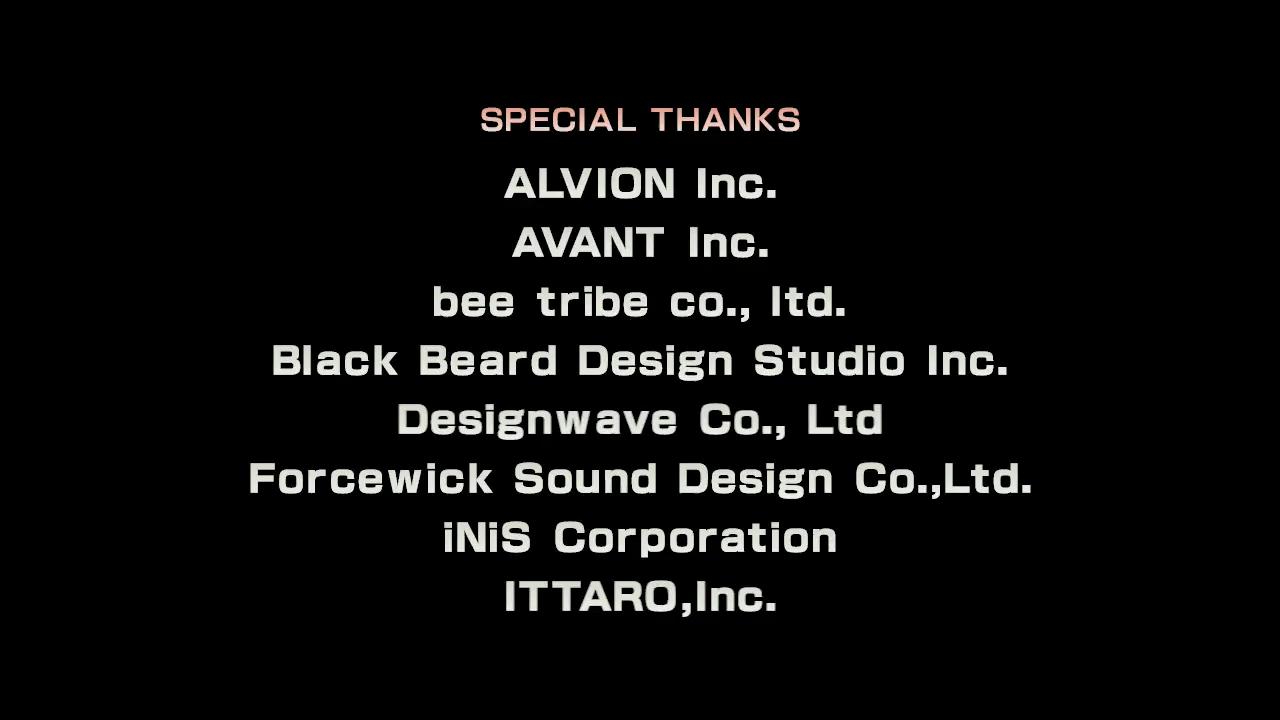 SPECIAL THANKS
ALVION Inc.
AVANT Inc.
bee tribe co., ltd.
Black Beard Design Studio Inc.
Designwave Co., Ltd
Forcewick Sound Design Co.,Ltd.
iNiS Corporation
ITTARO,Inc.